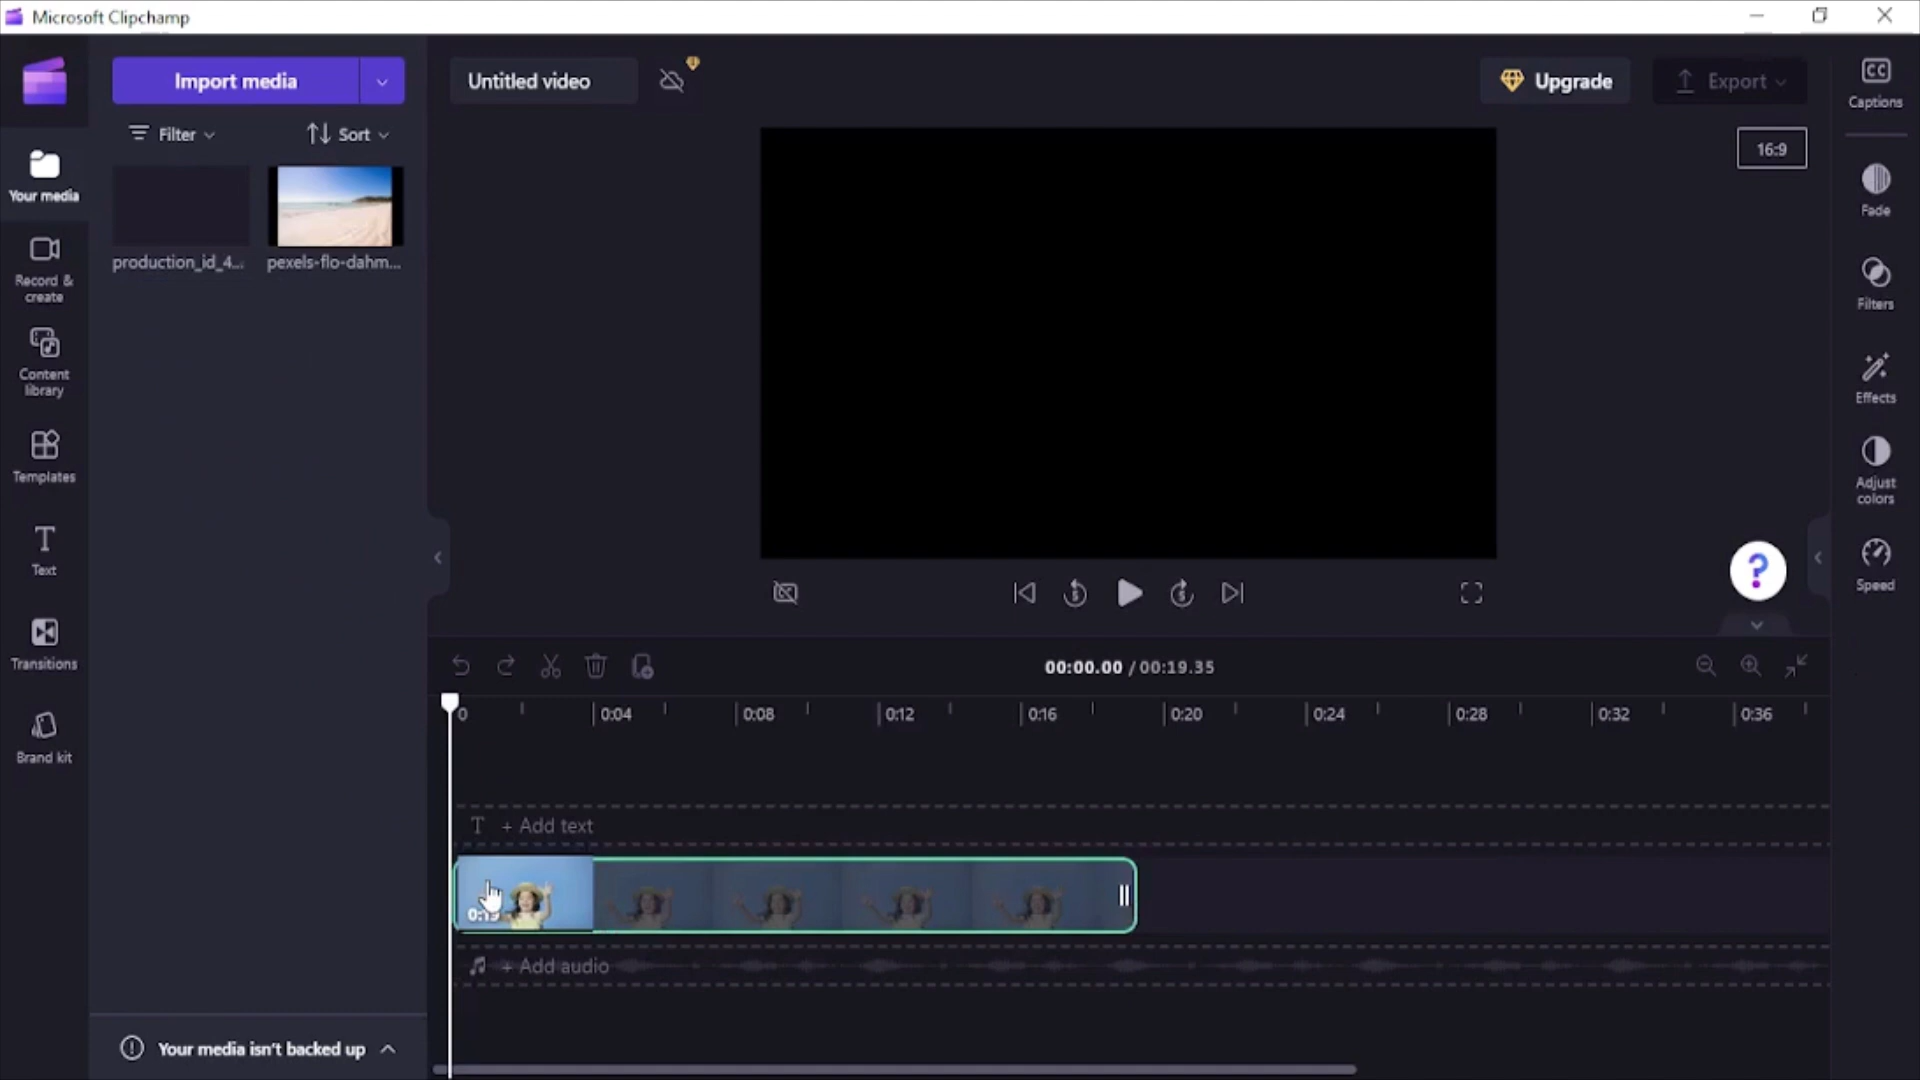 Microsoft Clipchamp
Import media
Untitled video
Upgrade
Export
Captions
Filter
Sort
16:9
Your media
production_id_4...
pexels-flo-dahm...
Fade
Record &
create
Filters
Content
library
Effects
Templates
Adjust
colors
Text
?
Speed
5
5
Transitions
00:00.00 / 00:19.35
0
0:04
0:08
0:12
0:16
0:20
0:24
0:28
0:32
0:36
Brand kit
T + Add text
+ Add audio
Your media isn't backed up